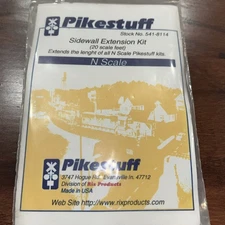 Pikestuff
Stock No. 541-8114
Sidewall Extension Kit
(20 scale feet)
Extends the lenght of all N Scale Pikestuff kits.
N Scale
Pikestuff
3747 Hogue Rd., Evansville In. 47712
Division of Rix Products
Made in USA
Web Site http://www.rixproducts.com